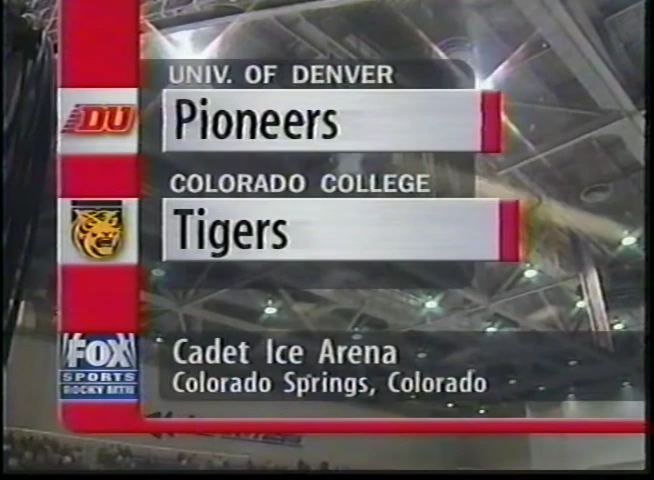 UNIV. OF DENVER
DU
Pioneers
COLORADO COLLEGE
Tigers
FOX
SPORTS
Cadet Ice Arena
Colorado Springs, Colorado